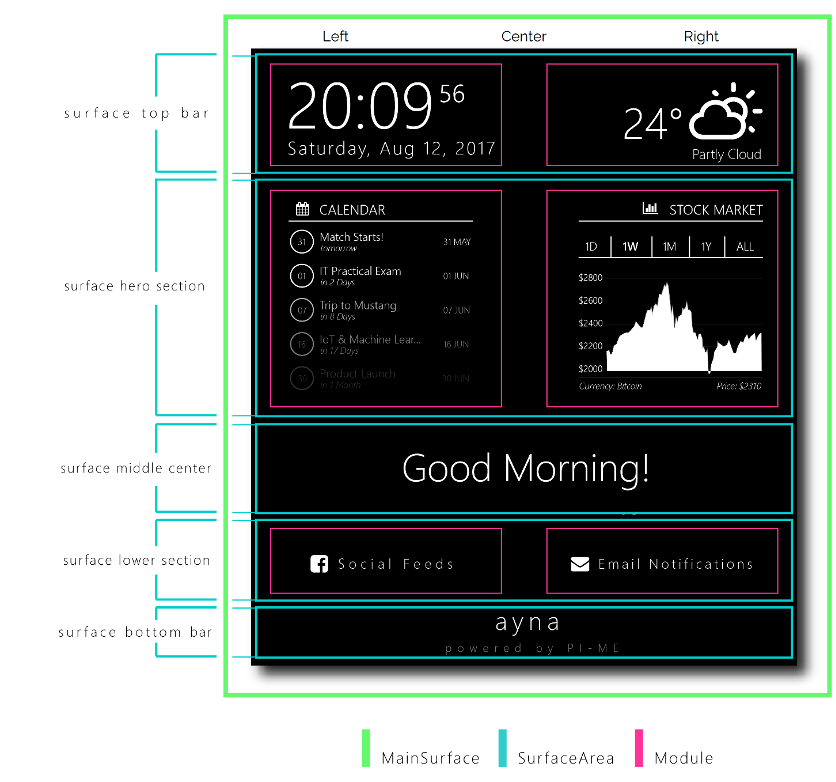 Left Center Right
surface top bar
20:09 56
Saturday, Aug 12, 2017
24°
Partly Cloud
surface hero section
CALENDAR
31 Match Starts! 31 MAY
tomorrow
01 IT Practical Exam 01 JUN
in 2 Days
07 Trip to Mustang 07 JUN
in 8 Days
16 IoT & Machine Lear... 16 JUN
in 17 Days
30 Product Launch 30 JUN
in 1 Month
STOCK MARKET
1D 1W 1M 1Y ALL
$2800
$2600
$2400
$2200
$2000
Currency: Bitcoin Price: $2310
surface middle center
Good Morning!
surface lower section
Social Feeds
Email Notifications
surface bottom bar
ayna
powered by PI-ME
MainSurface SurfaceArea Module